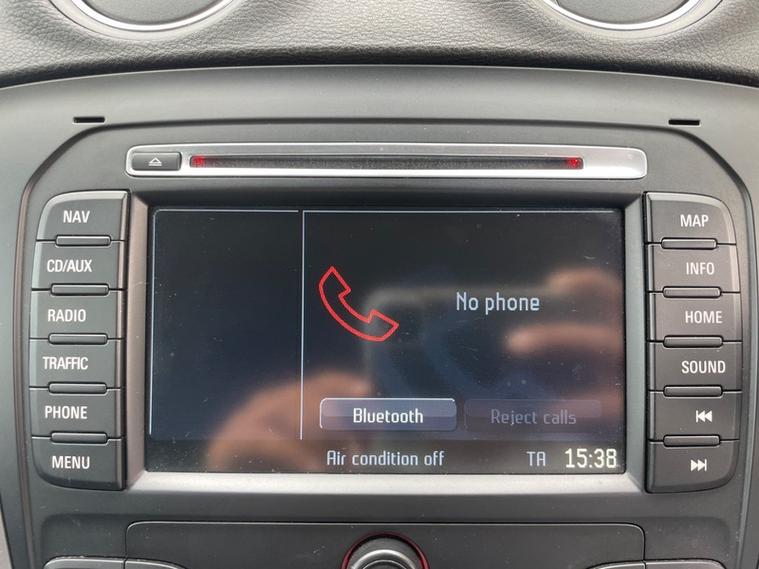 NAV
CD/AUX
RADIO
TRAFFIC
PHONE
MENU
No phone
Bluetooth
Reject calls
Air condition off
TA
15:38
MAP
INFO
HOME
SOUND